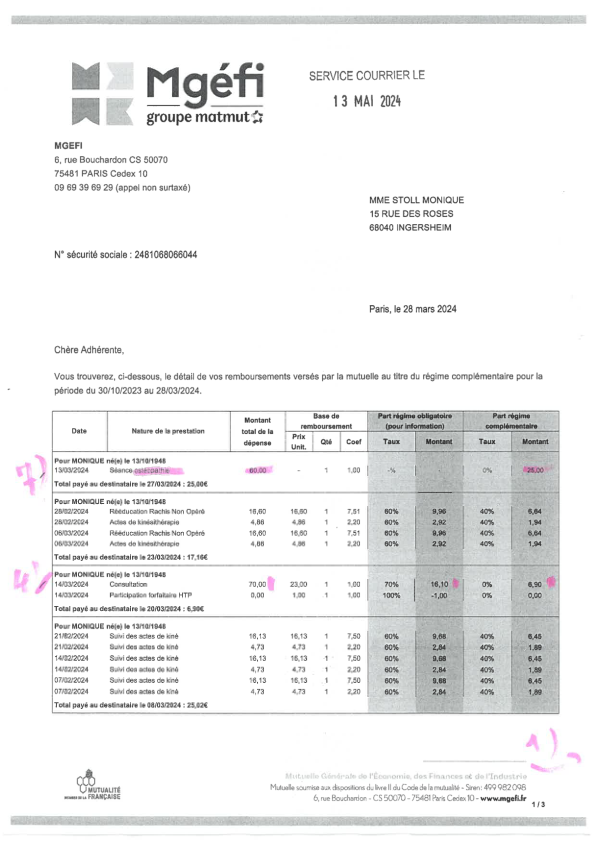 Mgéfi
groupe matmut
SERVICE COURRIER LE
13 MAI 2024
MGEFI
6, rue Bouchardon CS 50070
75481 PARIS Cedex 10
09 69 39 69 29 (appel non surtaxé)
MME STOLL MONIQUE
15 RUE DES ROSES
68040 INGERSHEIM
N° sécurité sociale : 2481068066044
Paris, le 28 mars 2024
Chère Adhérente,
Vous trouverez, ci-dessous, le détail de vos remboursements versés par la mutuelle au titre du régime complémentaire pour la
période du 30/10/2023 au 28/03/2024.
Date Nature de la prestation Montant total de la dépense Base de remboursement Part régime obligatoire (pour information) Part régime complémentaire
Prix Unit. Qté Coef Taux Montant Taux Montant
Pour MONIQUE né(e) le 13/10/1948
13/03/2024 Séance ostéopathie 60,00 - 1 1,00 -% 0% 25,00
Total payé au destinataire le 27/03/2024 : 25,00€
Pour MONIQUE né(e) le 13/10/1948
28/02/2024 Rééducation Rachis Non Opéré 16,60 16,60 1 7,51 60% 9,96 40% 6,64
28/02/2024 Actes de kinésithérapie 4,86 4,86 1 2,20 60% 2,92 40% 1,94
06/03/2024 Rééducation Rachis Non Opéré 16,60 16,60 1 7,51 60% 9,96 40% 6,64
06/03/2024 Actes de kinésithérapie 4,86 4,86 1 2,20 60% 2,92 40% 1,94
Total payé au destinataire le 23/03/2024 : 17,16€
Pour MONIQUE né(e) le 13/10/1948
14/03/2024 Consultation 70,00 23,00 1 1,00 70% 16,10 0% 6,90
14/03/2024 Participation forfaitaire HTP 0,00 1,00 1 1,00 100% -1,00 0% 0,00
Total payé au destinataire le 20/03/2024 : 6,90€
Pour MONIQUE né(e) le 13/10/1948
21/02/2024 Suivi des actes de kiné 16,13 16,13 1 7,50 60% 9,68 40% 6,45
21/02/2024 Suivi des actes de kiné 4,73 4,73 1 2,20 60% 2,84 40% 1,89
14/02/2024 Suivi des actes de kiné 16,13 16,13 1 7,50 60% 9,68 40% 6,45
14/02/2024 Suivi des actes de kiné 4,73 4,73 1 2,20 60% 2,84 40% 1,89
07/02/2024 Suivi des actes de kiné 16,13 16,13 1 7,50 60% 9,68 40% 6,45
07/02/2024 Suivi des actes de kiné 4,73 4,73 1 2,20 60% 2,84 40% 1,89
Total payé au destinataire le 08/03/2024 : 25,02€
1)
MUTUALITÉ
FRANÇAISE
Mutuelle Générale de l'Économie, des Finances et de l'Industrie
Mutuelle soumise aux dispositions du livre II du Code de la mutualité - Siren: 499 982 098
6, rue Bouchardon - CS 50070 - 75481 Paris Cedex 10 - www.mgefi.fr
1 / 3